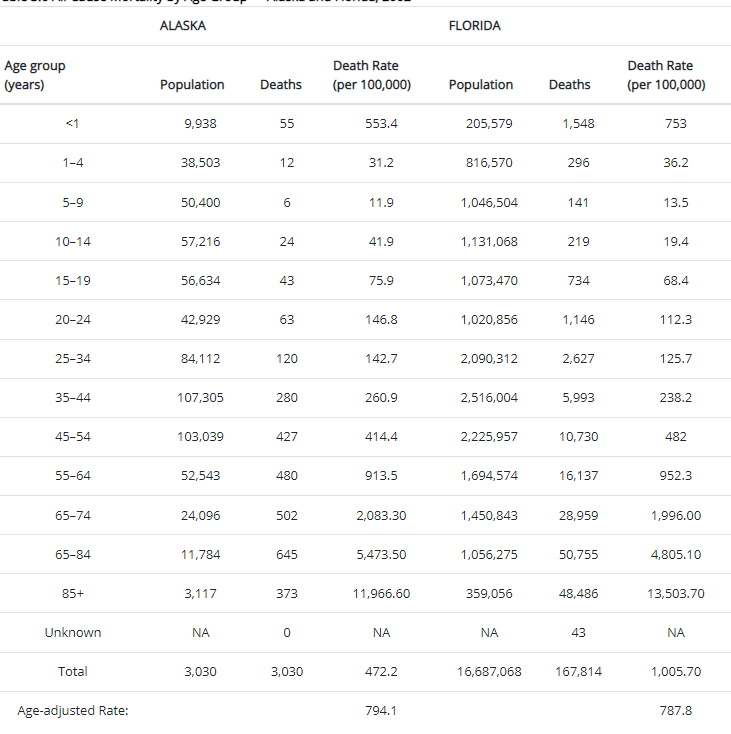 ALASKA FLORIDA
Age group (years) Population Deaths Death Rate (per 100,000) Population Deaths Death Rate (per 100,000)
<1 9,938 55 553.4 205,579 1,548 753
1–4 38,503 12 31.2 816,570 296 36.2
5–9 50,400 6 11.9 1,046,504 141 13.5
10–14 57,216 24 41.9 1,131,068 219 19.4
15–19 56,634 43 75.9 1,073,470 734 68.4
20–24 42,929 63 146.8 1,020,856 1,146 112.3
25–34 84,112 120 142.7 2,090,312 2,627 125.7
35–44 107,305 280 260.9 2,516,004 5,993 238.2
45–54 103,039 427 414.4 2,225,957 10,730 482
55–64 52,543 480 913.5 1,694,574 16,137 952.3
65–74 24,096 502 2,083.30 1,450,843 28,959 1,996.00
65–84 11,784 645 5,473.50 1,056,275 50,755 4,805.10
85+ 3,117 373 11,966.60 359,056 48,486 13,503.70
Unknown NA 0 NA NA 43 NA
Total 3,030 3,030 472.2 16,687,068 167,814 1,005.70
Age-adjusted Rate: 794.1 787.8